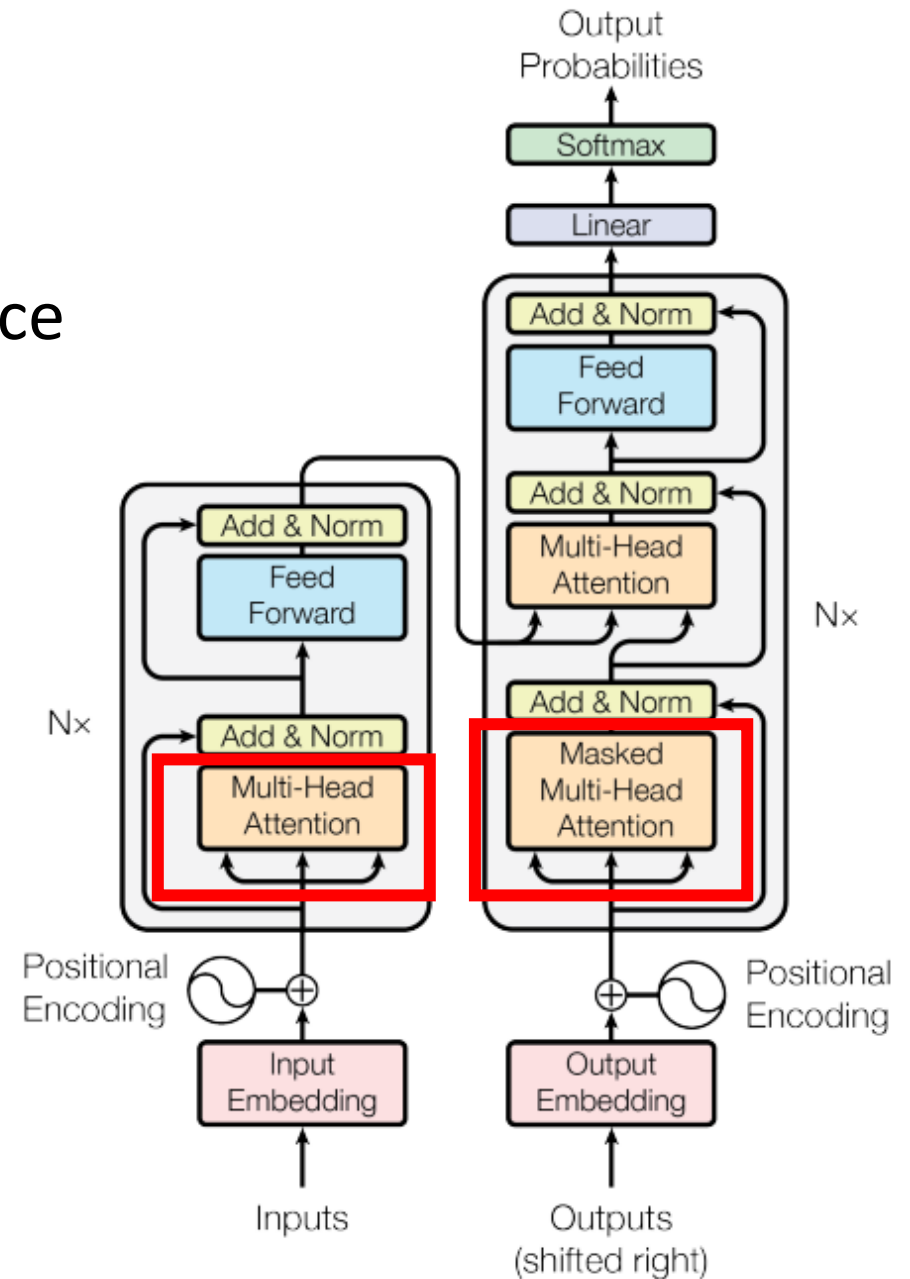 Output
Probabilities
Softmax
Linear
ce
Add & Norm
Feed
Forward
Add & Norm
Multi-Head
Attention
Add & Norm
Masked
Multi-Head
Attention
Nx
Add & Norm
Feed
Forward
Add & Norm
Multi-Head
Attention
Nx
Positional
Encoding
Positional
Encoding
Input
Embedding
Output
Embedding
Inputs
Outputs
(shifted right)